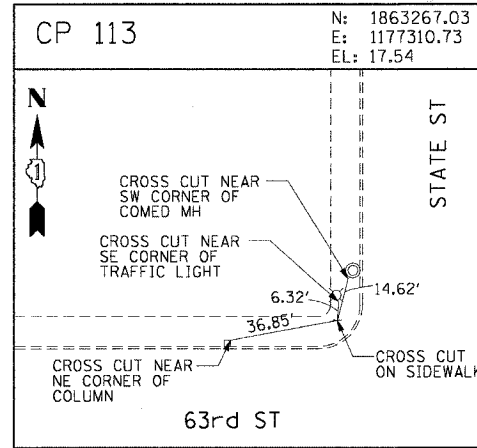 CP 113
N: 1863267.03
E: 1177310.73
EL: 17.54
N
1
STATE ST
CROSS CUT NEAR
SW CORNER OF
COMED MH
CROSS CUT NEAR
SE CORNER OF
TRAFFIC LIGHT
6.32'
14.62'
36.85'
CROSS CUT NEAR
NE CORNER OF
COLUMN
CROSS CUT
ON SIDEWALK
63rd ST